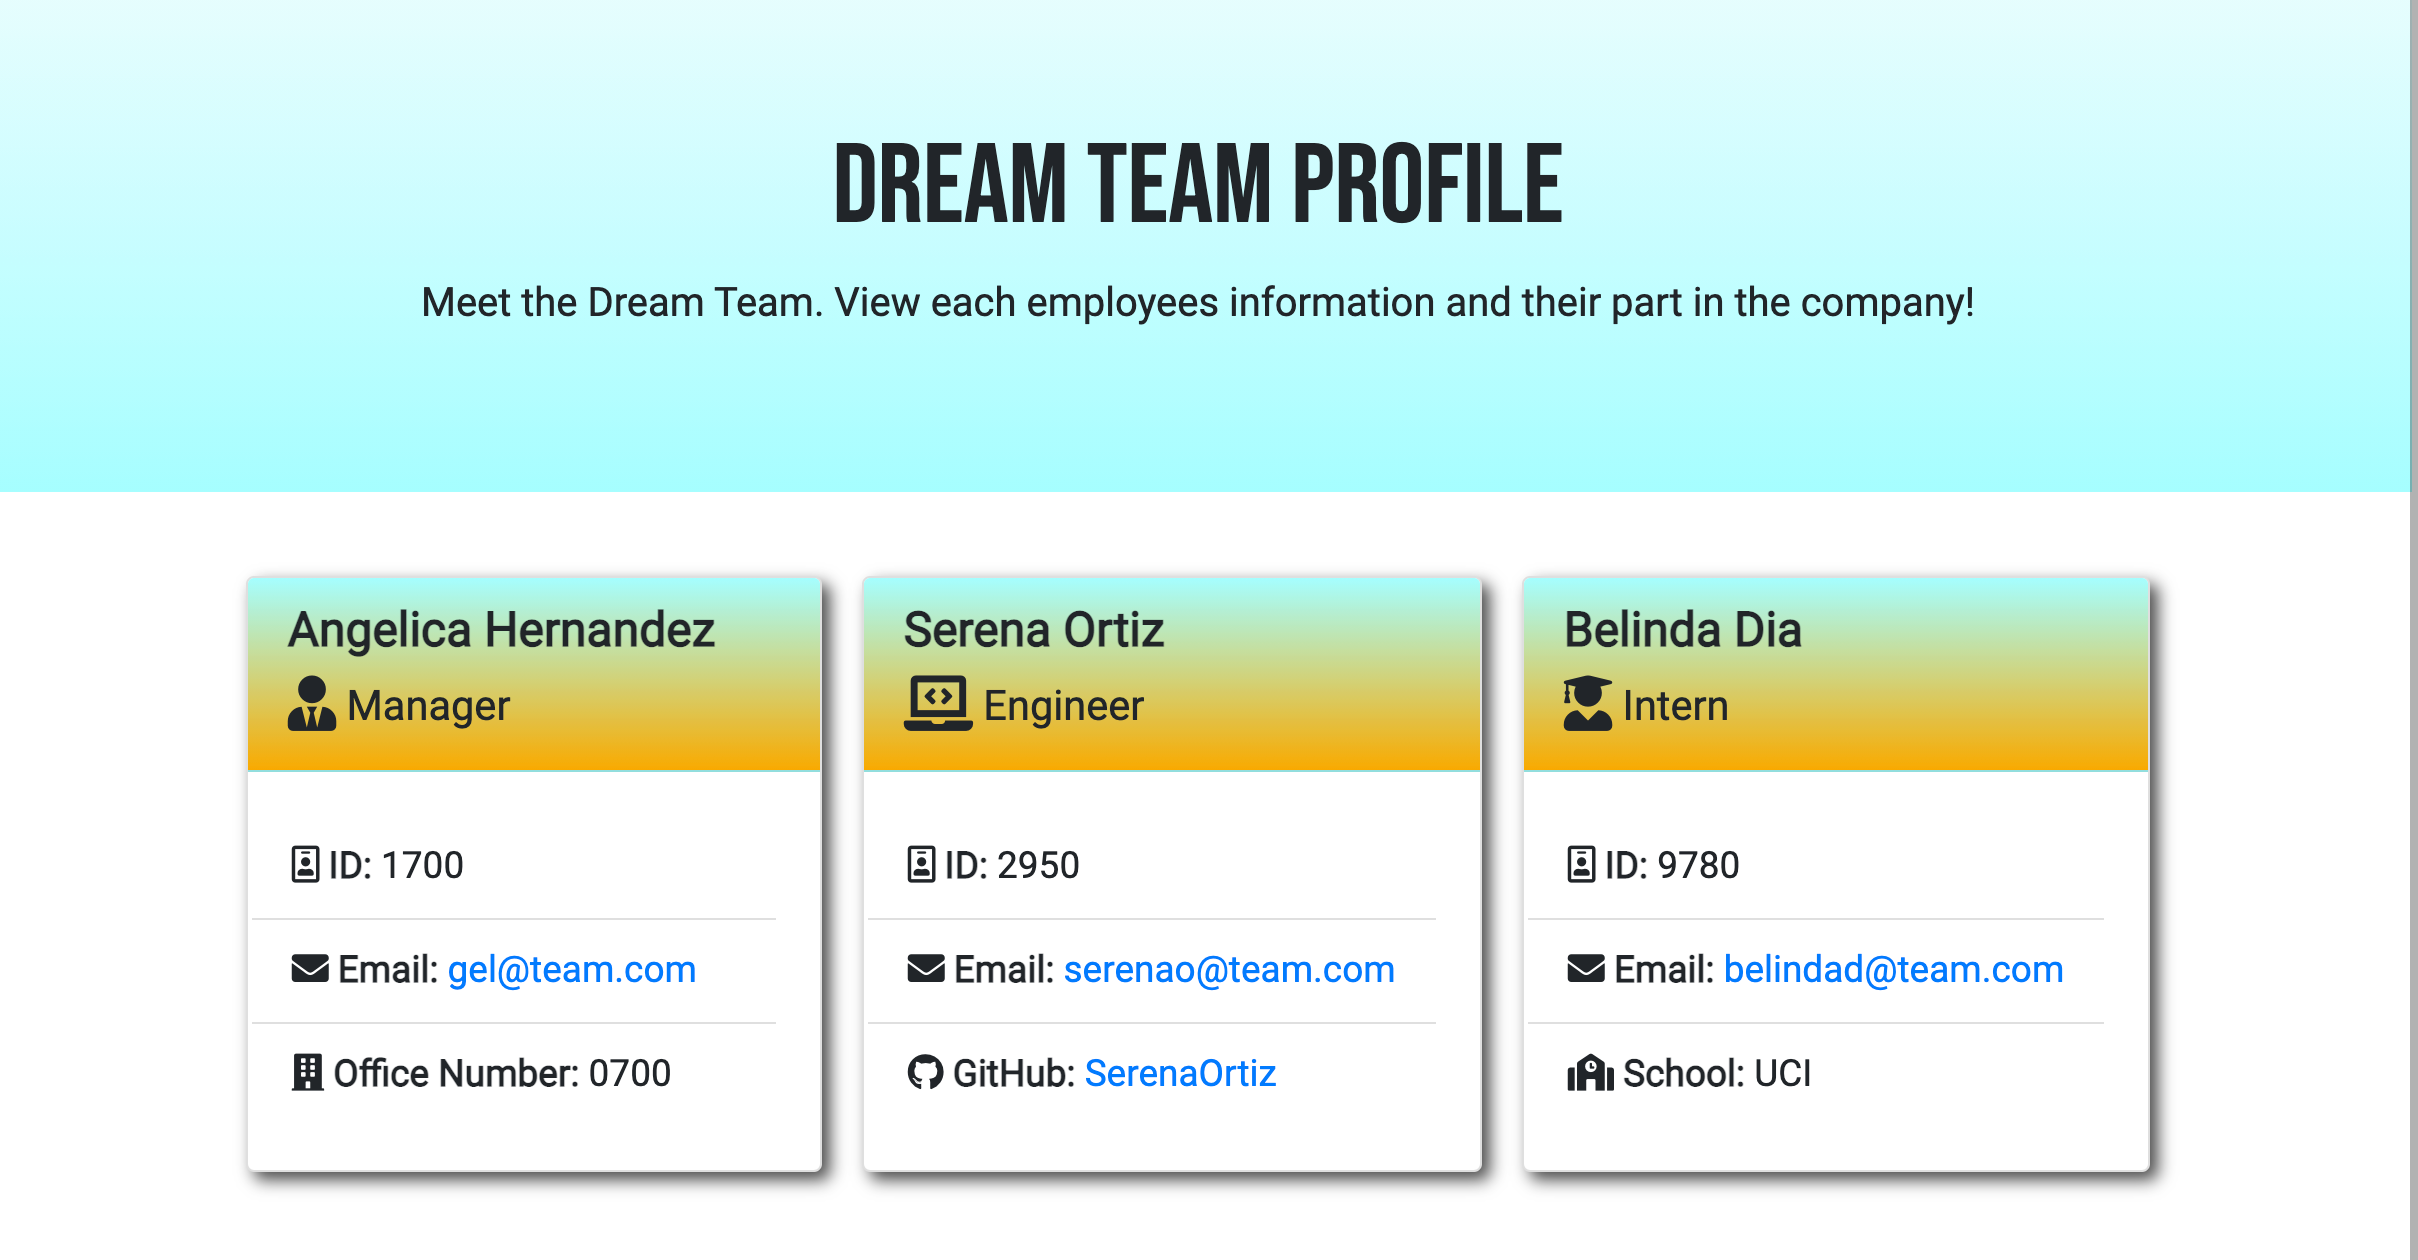 DREAM TEAM PROFILE
Meet the Dream Team. View each employees information and their part in the company!
Angelica Hernandez
Manager
ID: 1700
Email: gel@team.com
Office Number: 0700
Serena Ortiz
Engineer
ID: 2950
Email: serenao@team.com
GitHub: SerenaOrtiz
Belinda Dia
Intern
ID: 9780
Email: belindad@team.com
School: UCI